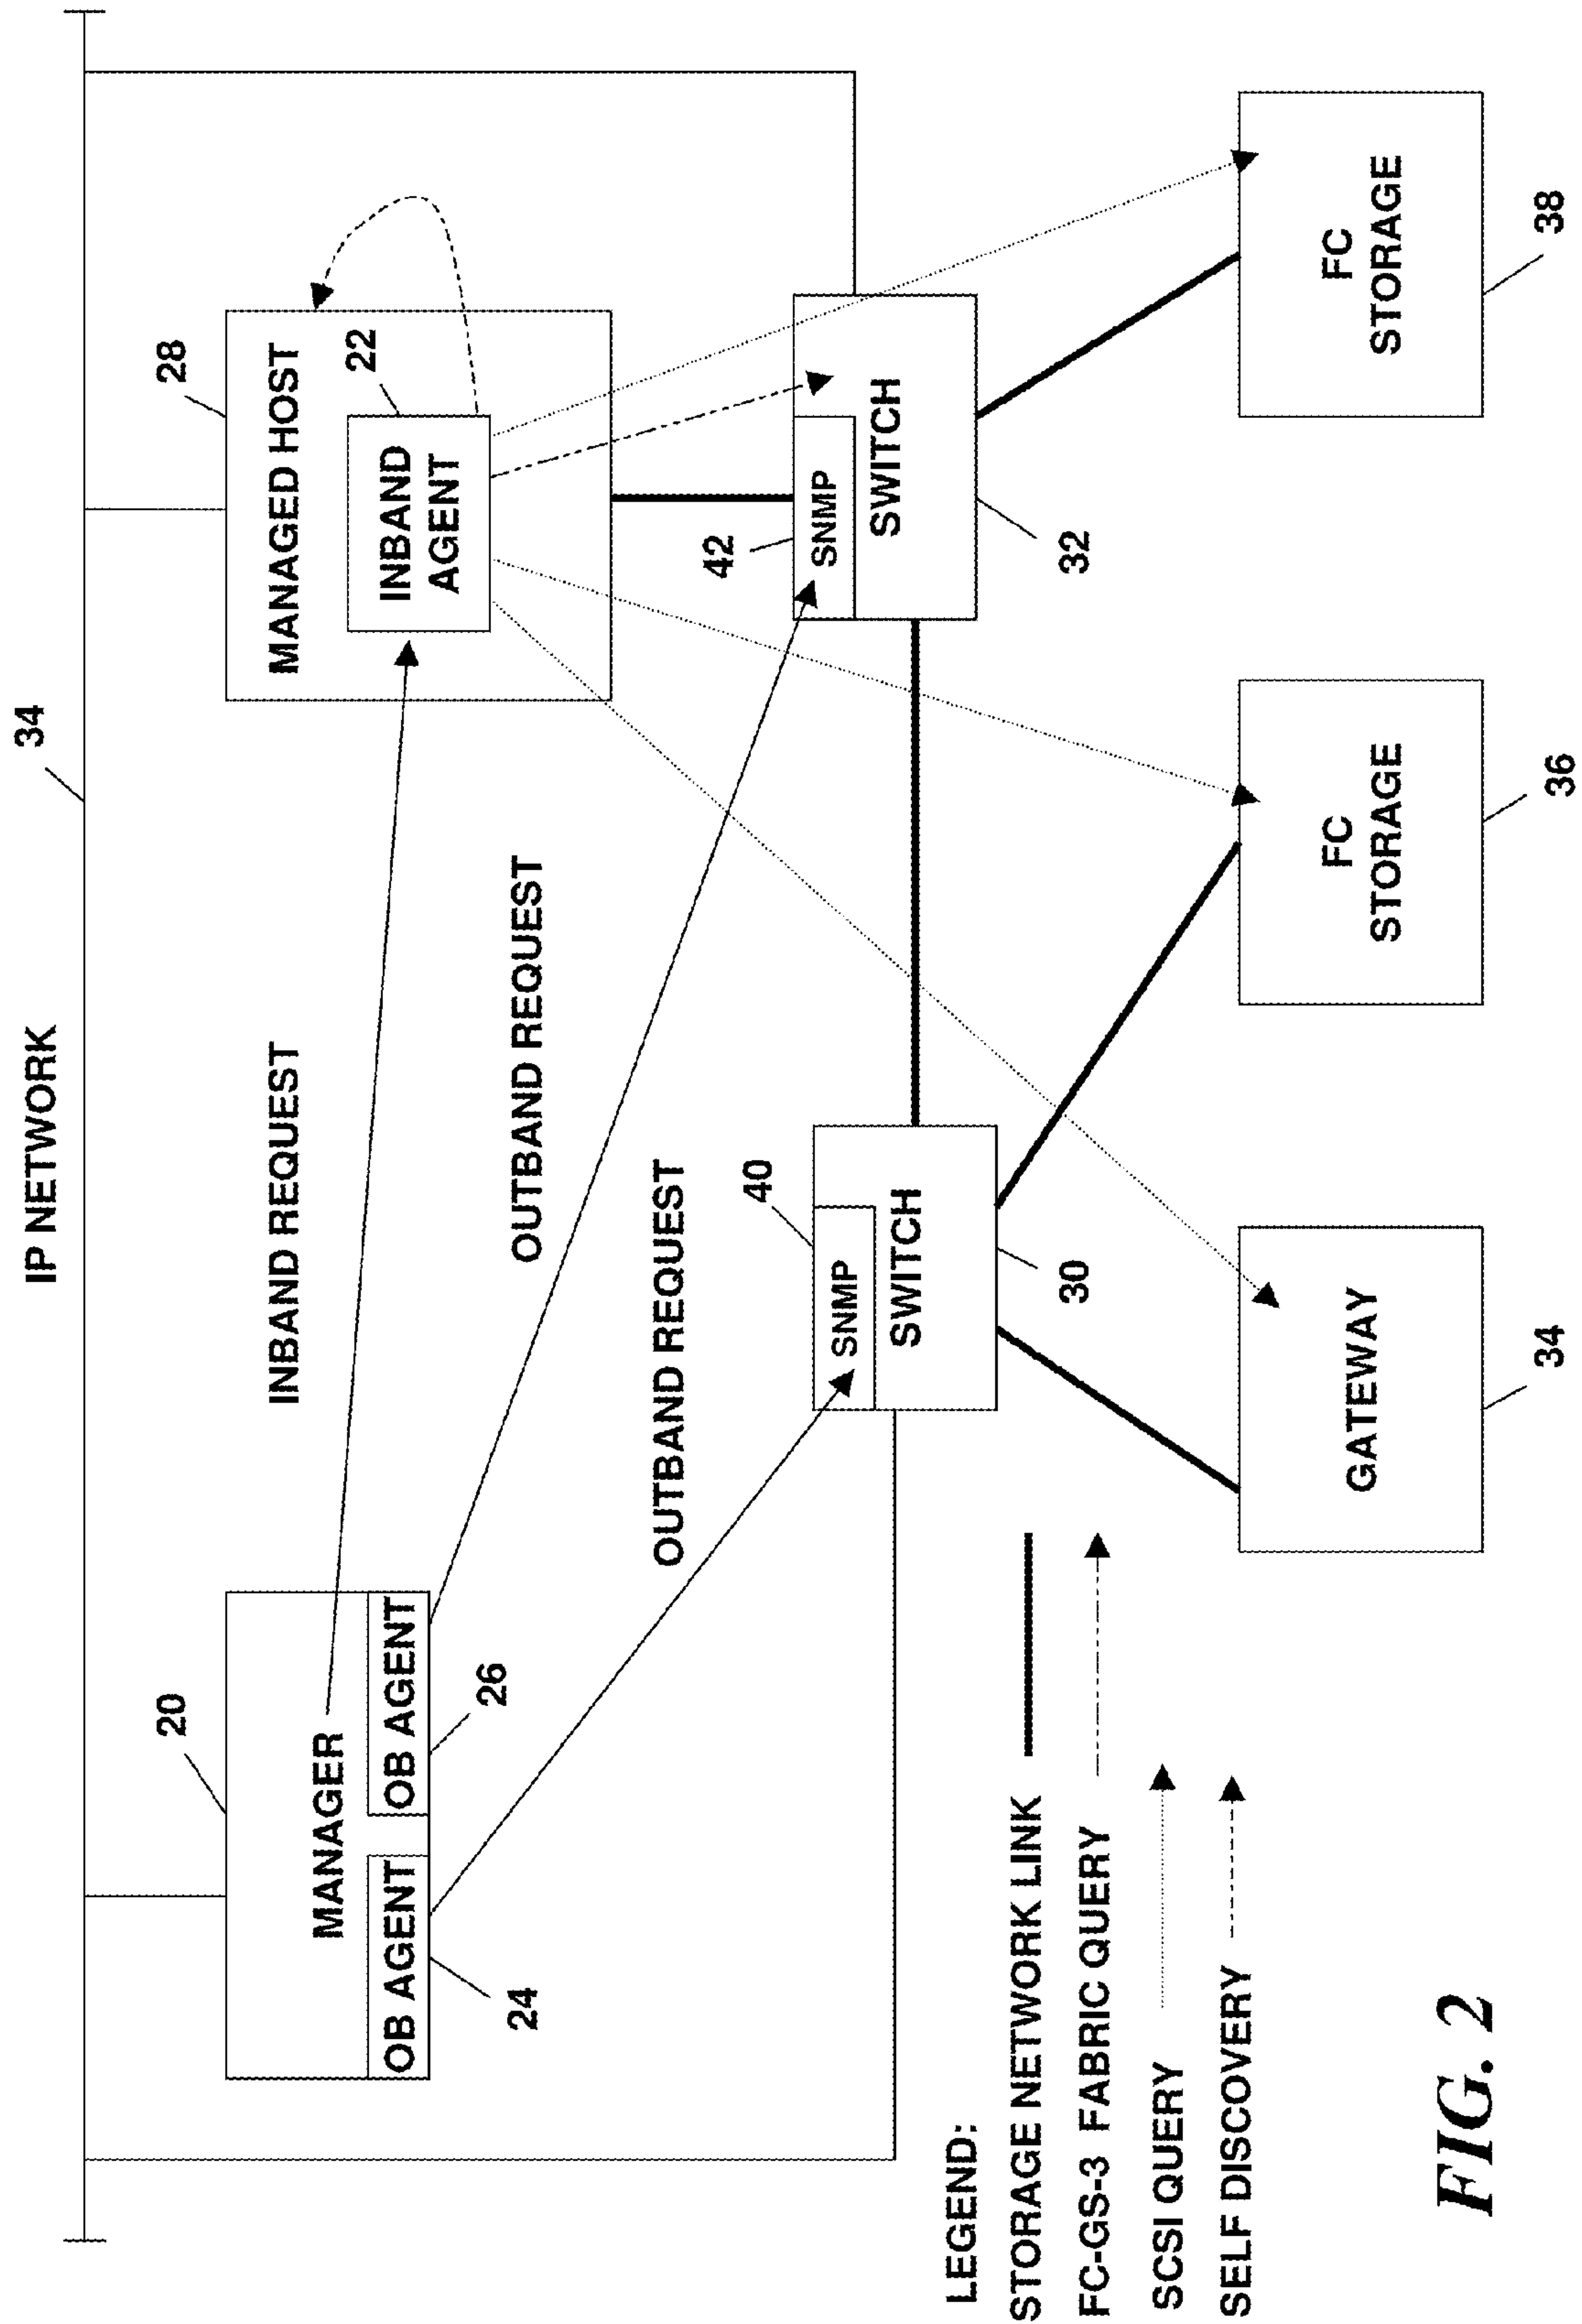 IP NETWORK
34
20
MANAGER
OB AGENT
OB AGENT
24
26
INBAND REQUEST
OUTBAND REQUEST
OUTBAND REQUEST
28
MANAGED HOST
22
INBAND
AGENT
40
SNMP
SWITCH
30
42
SNMP
SWITCH
32
GATEWAY
34
FC
STORAGE
36
FC
STORAGE
38
LEGEND:
STORAGE NETWORK LINK
FC-GS-3 FABRIC QUERY
SCSI QUERY
SELF DISCOVERY
FIG. 2